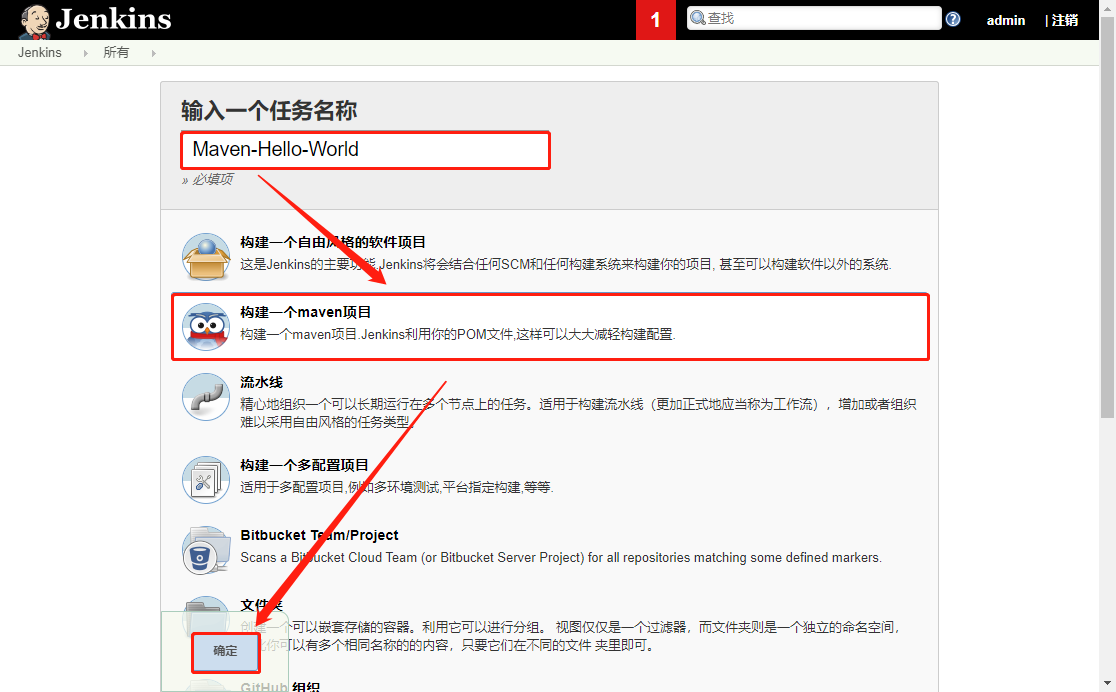 Jenkins
1
查找
admin
| 注销
Jenkins
所有
输入一个任务名称
Maven-Hello-World
» 必填项
构建一个自由风格的软件项目
这是Jenkins的主要功能.Jenkins将会结合任何SCM和任何构建系统来构建你的项目, 甚至可以构建软件以外的系统.
构建一个maven项目
构建一个maven项目.Jenkins利用你的POM文件,这样可以大大减轻构建配置.
流水线
精心地组织一个可以长期运行在多个节点上的任务。适用于构建流水线（更加正式地应当称为工作流），增加或者组织
难以采用自由风格的任务类型。
构建一个多配置项目
适用于多配置项目,例如多环境测试,平台指定构建,等等.
Bitbucket Team/Project
Scans a Bitbucket Cloud Team (or Bitbucket Server Project) for all repositories matching some defined markers.
文件夹
创建一个可以嵌套存储的容器。利用它可以进行分组。 视图仅仅是一个过滤器，而文件夹则是一个独立的命名空间，
你可以有多个相同名称的的内容，只要它们在不同的文件 夹里即可。
确定
GitHub 组织